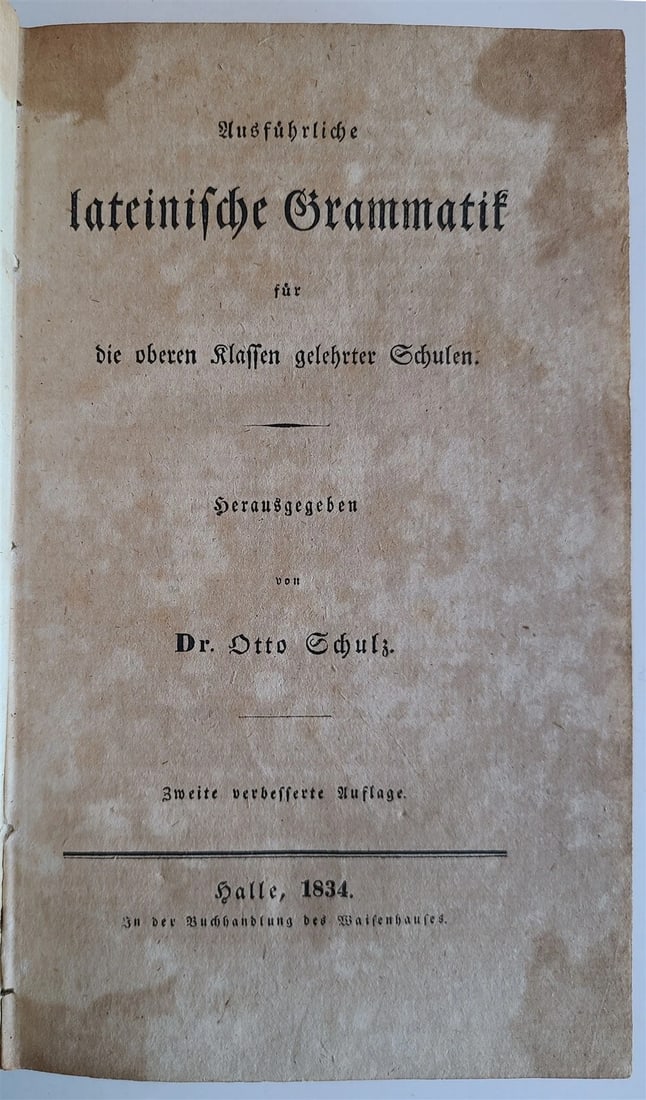 Ausführliche
lateinische Grammatik
für
die oberen Klassen gelehrter Schulen.
Herausgegeben
von
Dr. Otto Schulz.
Zweite verbesserte Auflage.
Halle, 1834.
In der Buchhandlung des Waisenhauses.